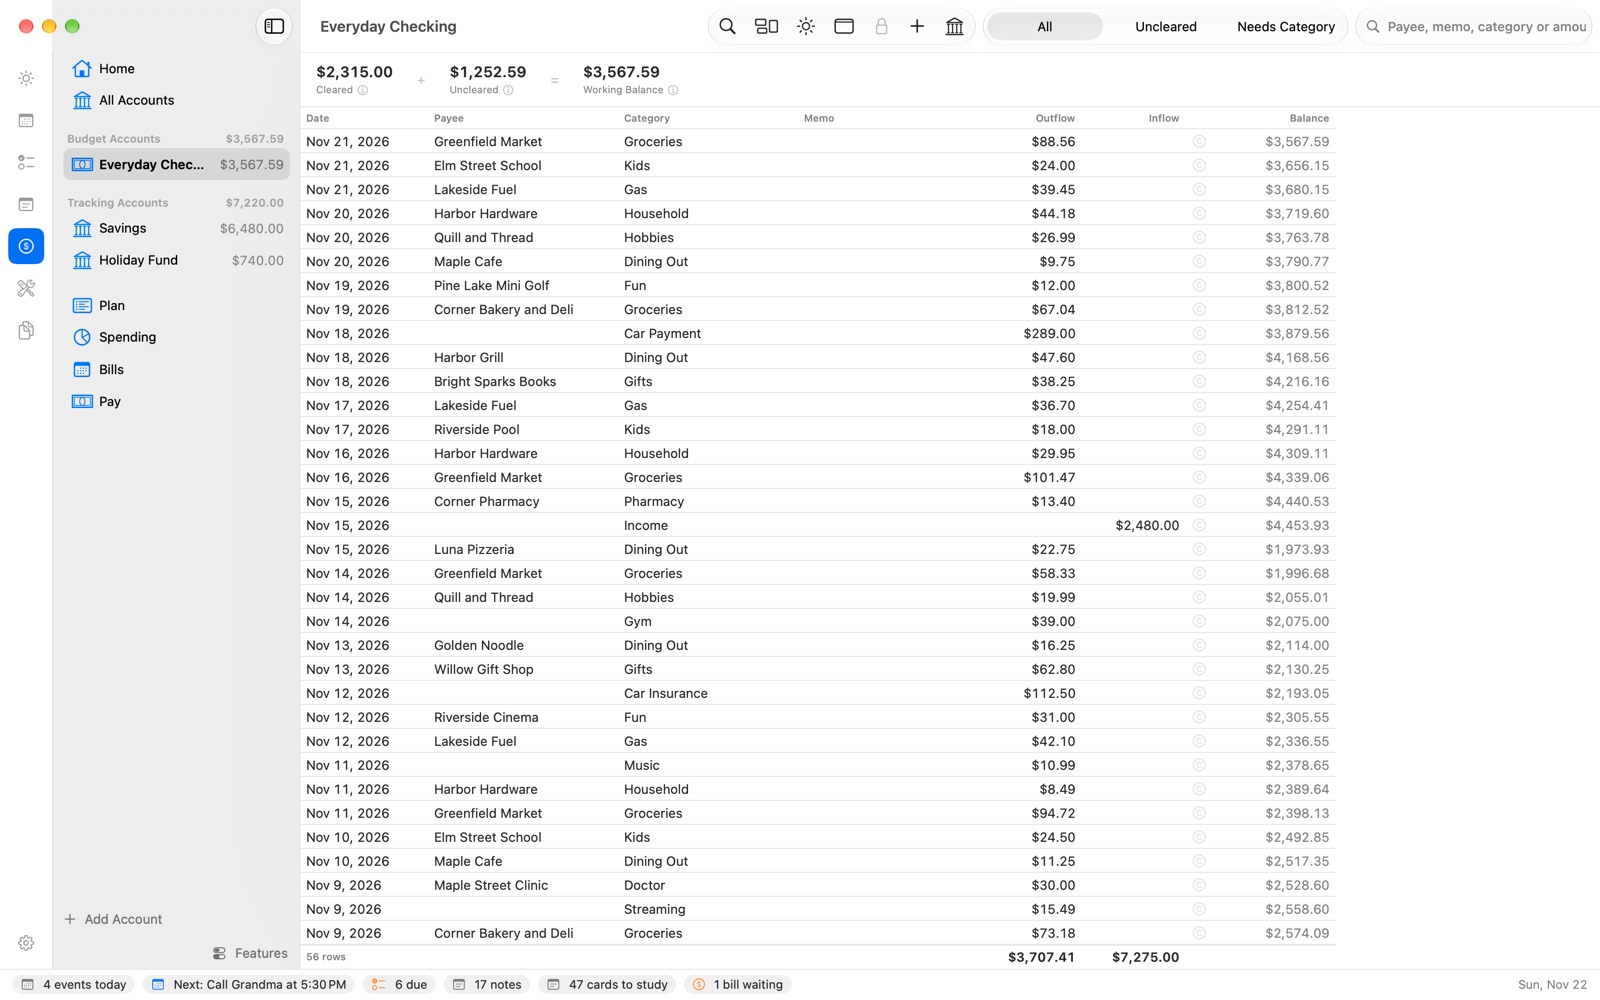 Everyday Checking
All
Uncleared
Needs Category
Payee, memo, category or amou
Home
All Accounts
Budget Accounts $3,567.59
Everyday Chec... $3,567.59
Tracking Accounts $7,220.00
Savings $6,480.00
Holiday Fund $740.00
Plan
Spending
Bills
Pay
Add Account
Features
$2,315.00 + $1,252.59 = $3,567.59
Cleared Uncleared Working Balance
Date Payee Category Memo Outflow Inflow Balance
Nov 21, 2026 Greenfield Market Groceries $88.56 $3,567.59
Nov 21, 2026 Elm Street School Kids $24.00 $3,656.15
Nov 21, 2026 Lakeside Fuel Gas $39.45 $3,680.15
Nov 20, 2026 Harbor Hardware Household $44.18 $3,719.60
Nov 20, 2026 Quill and Thread Hobbies $26.99 $3,763.78
Nov 20, 2026 Maple Cafe Dining Out $9.75 $3,790.77
Nov 19, 2026 Pine Lake Mini Golf Fun $12.00 $3,800.52
Nov 19, 2026 Corner Bakery and Deli Groceries $67.04 $3,812.52
Nov 18, 2026 Car Payment $289.00 $3,879.56
Nov 18, 2026 Harbor Grill Dining Out $47.60 $4,168.56
Nov 18, 2026 Bright Sparks Books Gifts $38.25 $4,216.16
Nov 17, 2026 Lakeside Fuel Gas $36.70 $4,254.41
Nov 17, 2026 Riverside Pool Kids $18.00 $4,291.11
Nov 16, 2026 Harbor Hardware Household $29.95 $4,309.11
Nov 16, 2026 Greenfield Market Groceries $101.47 $4,339.06
Nov 15, 2026 Corner Pharmacy Pharmacy $13.40 $4,440.53
Nov 15, 2026 Income $2,480.00 $4,453.93
Nov 15, 2026 Luna Pizzeria Dining Out $22.75 $1,973.93
Nov 14, 2026 Greenfield Market Groceries $58.33 $1,996.68
Nov 14, 2026 Quill and Thread Hobbies $19.99 $2,055.01
Nov 14, 2026 Gym $39.00 $2,075.00
Nov 13, 2026 Golden Noodle Dining Out $16.25 $2,114.00
Nov 13, 2026 Willow Gift Shop Gifts $62.80 $2,130.25
Nov 12, 2026 Car Insurance $112.50 $2,193.05
Nov 12, 2026 Riverside Cinema Fun $31.00 $2,305.55
Nov 12, 2026 Lakeside Fuel Gas $42.10 $2,336.55
Nov 11, 2026 Music $10.99 $2,378.65
Nov 11, 2026 Harbor Hardware Household $8.49 $2,389.64
Nov 11, 2026 Greenfield Market Groceries $94.72 $2,398.13
Nov 10, 2026 Elm Street School Kids $24.50 $2,492.85
Nov 10, 2026 Maple Cafe Dining Out $11.25 $2,517.35
Nov 9, 2026 Maple Street Clinic Doctor $30.00 $2,528.60
Nov 9, 2026 Streaming $15.49 $2,558.60
Nov 9, 2026 Corner Bakery and Deli Groceries $73.18 $2,574.09
56 rows $3,707.41 $7,275.00
4 events today
Next: Call Grandma at 5:30 PM
6 due
17 notes
47 cards to study
1 bill waiting
Sun, Nov 22